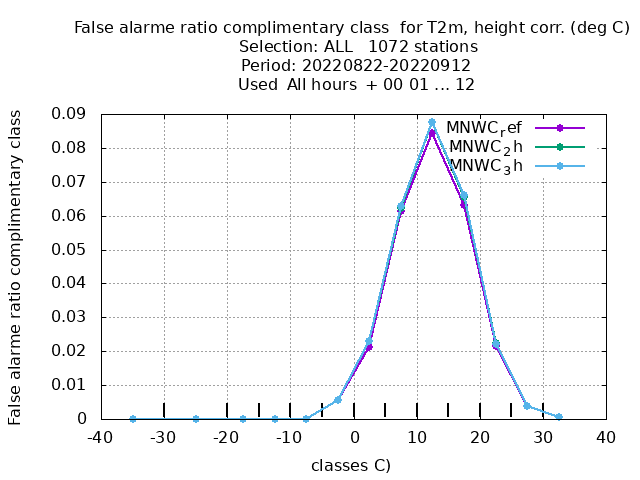 False alarme ratio complimentary class  for T2m, height corr. (deg C)
Selection: ALL   1072 stations
Period: 20220822-20220912
Used  All hours  + 00 01 ... 12
False alarme ratio complimentary class
0.09
0.08
0.07
0.06
0.05
0.04
0.03
0.02
0.01
0
MNWC_ref
MNWC_2h
MNWC_3h
-40 -30 -20 -10 0 10 20 30 40
classes C)